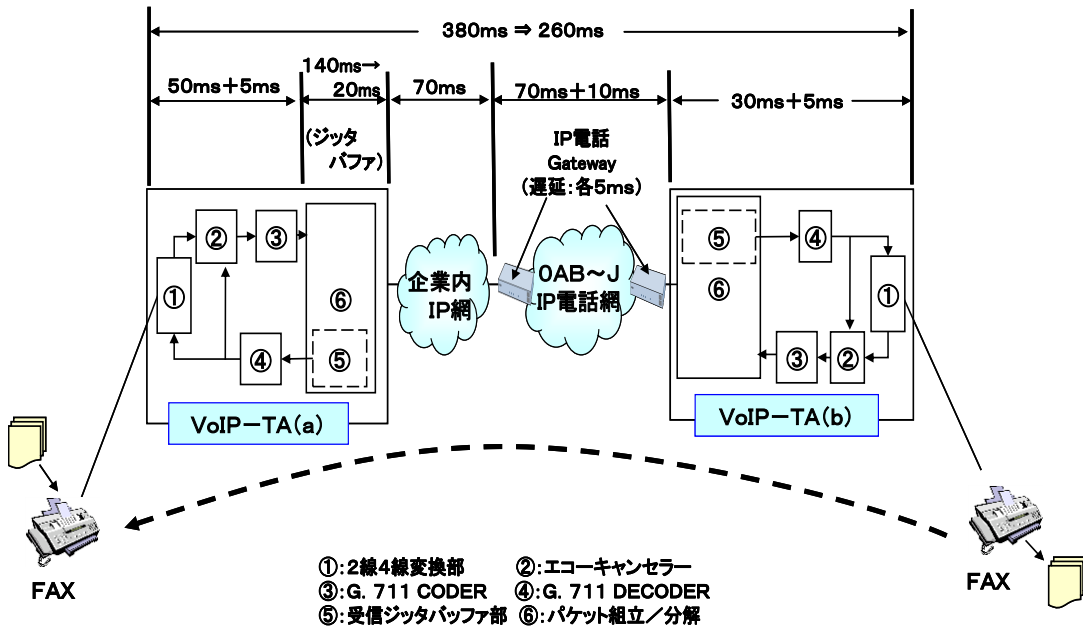 380ms ⇒ 260ms
50ms+5ms
140ms→
20ms
70ms
70ms+10ms
30ms+5ms
(ジッタ
バファ)
IP電話
Gateway
(遅延:各5ms)
②
③
①
⑥
④
⑤
企業内
IP網
0AB~J
IP電話網
⑤
④
⑥
①
③
②
VoIP-TA(a)
VoIP-TA(b)
FAX
FAX
①:2線4線変換部 ②:エコーキャンセラー
③:G.711 CODER ④:G.711 DECODER
⑤:受信ジッタバッファ部 ⑥:パケット組立/分解